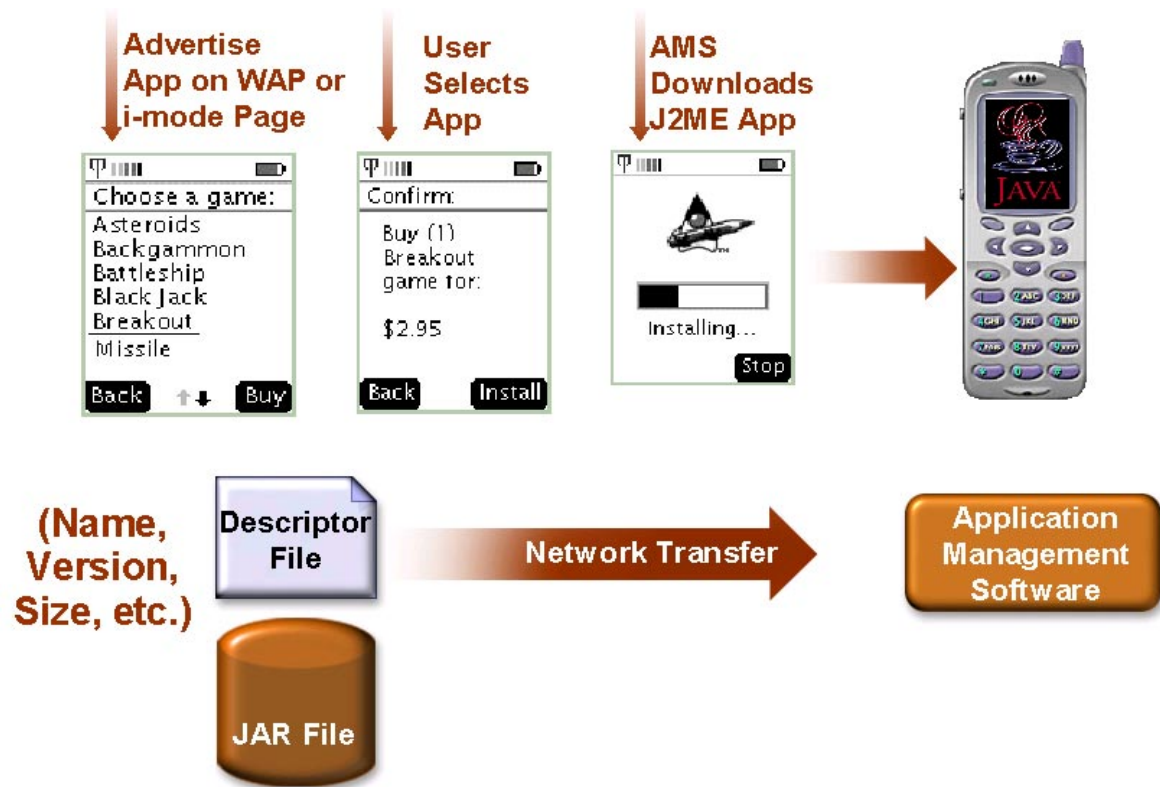 Advertise
App on WAP or
i-mode Page
User
Selects
App
AMS
Downloads
J2ME App
Choose a game:
Asteroids
Backgammon
Battleship
Black Jack
Breakout
Missile
Back
Buy
Confirm:
Buy (1)
Breakout
game for:
$2.95
Back
Install
Installing...
Stop
JAVA
(Name,
Version,
Size, etc.)
Descriptor
File
Network Transfer
Application
Management
Software
JAR File